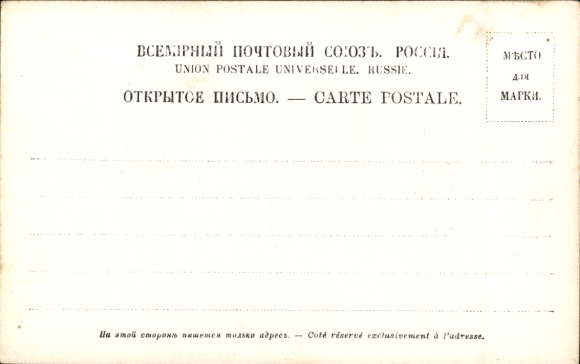 ВСЕМІРНЫЙ ПОЧТОВЫЙ СОЮЗЪ. РОССІЯ.
UNION POSTALE UNIVERSELLE. RUSSIE.
ОТКРЫТОЕ ПИСЬМО. — CARTE POSTALE.
МѢСТО
для
МАРКИ.
На этой сторонѣ пишется только адресъ. — Côté réservé exclusivement à l'adresse.